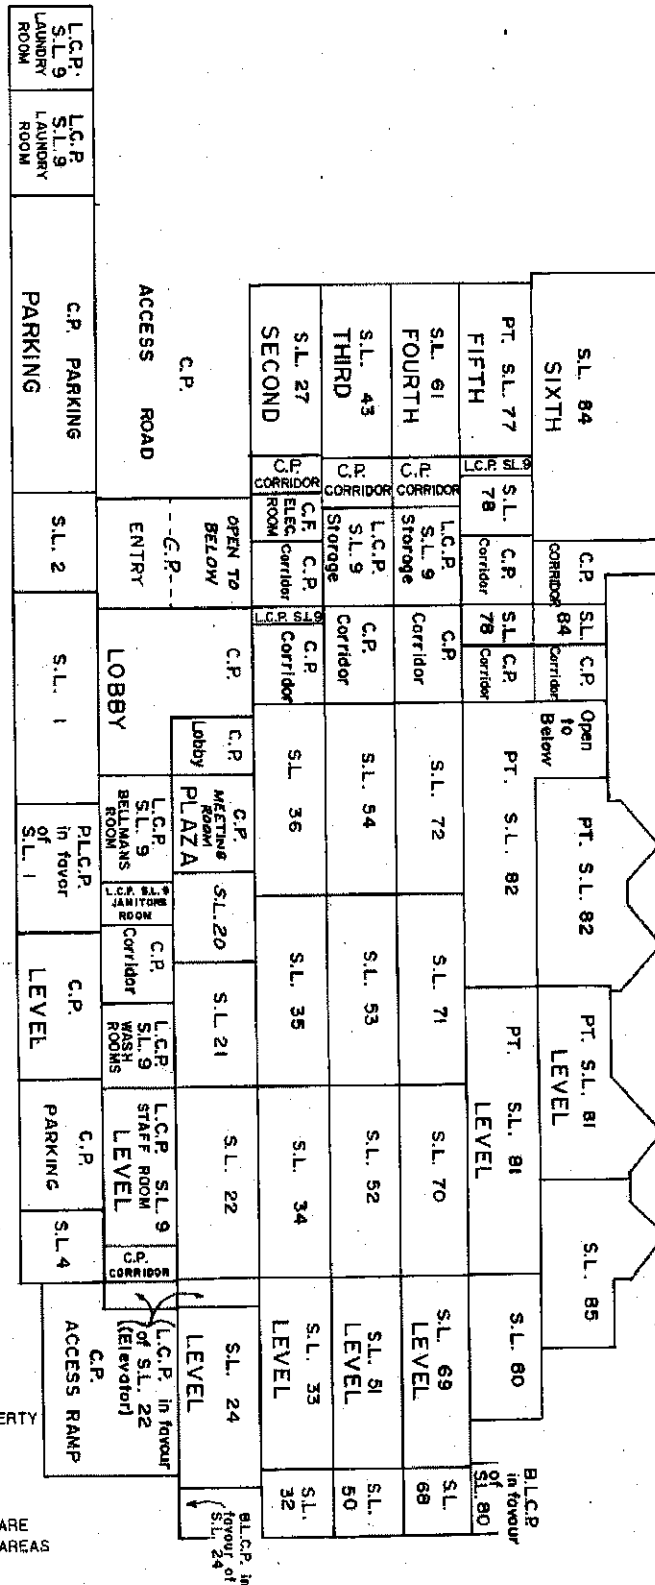 S.L. 84
SIXTH
C.P.
CORRIDOR
S.L.
84
C.P.
Corridor
Open
to
Below
PT. S.L. 82
PT. S.L. 81
LEVEL
S.L. 85
PT. S.L. 77
FIFTH
L.C.P. S.L.9
S.L.
78
C.P.
Corridor
S.L.
78
C.P.
Corridor
PT. S.L. 82
PT. S.L. 81
LEVEL
S.L. 80
B.L.C.P.
in favour
of
S.L. 80
S.L. 61
FOURTH
C.P.
CORRIDOR
L.C.P.
S.L. 9
Storage
C.P.
Corridor
S.L. 72
S.L. 71
S.L. 70
S.L. 69
LEVEL
S.L.
68
S.L. 43
THIRD
C.P.
CORRIDOR
L.C.P.
S.L. 9
Storage
C.P.
Corridor
S.L. 54
S.L. 53
S.L. 52
S.L. 51
LEVEL
S.L.
50
S.L. 27
SECOND
C.P.
CORRIDOR
C.P.
ELEC.
ROOM
C.P.
Corridor
L.C.P. S.L.9
C.P.
Corridor
S.L. 36
S.L. 35
S.L. 34
S.L. 33
LEVEL
S.L.
32
OPEN TO
BELOW
C.P.
Lobby
C.P.
MEETING
ROOM
PLAZA
S.L. 20
S.L. 21
S.L. 22
S.L. 24
LEVEL
B.L.C.P. in
favour of
S.L. 24
C.P.
ACCESS ROAD
C.P.
ENTRY
C.P.
LOBBY
L.C.P.
S.L. 9
BELLMANS
ROOM
L.C.P. S.L. 9
JANITORS
ROOM
C.P.
Corridor
L.C.P.
S.L. 9
WASH
ROOMS
L.C.P. S.L. 9
STAFF ROOM
LEVEL
C.P.
CORRIDOR
L.C.P. in favour
of S.L. 22
(Elevator)
L.C.P.
S.L. 9
LAUNDRY
ROOM
L.C.P.
S.L. 9
LAUNDRY
ROOM
C.P. PARKING
PARKING
S.L. 2
S.L. 1
P.L.C.P.
in favor
of
S.L. 1
C.P.
LEVEL
C.P.
PARKING
S.L. 4
C.P.
ACCESS RAMP
ERTY
ARE
AREAS